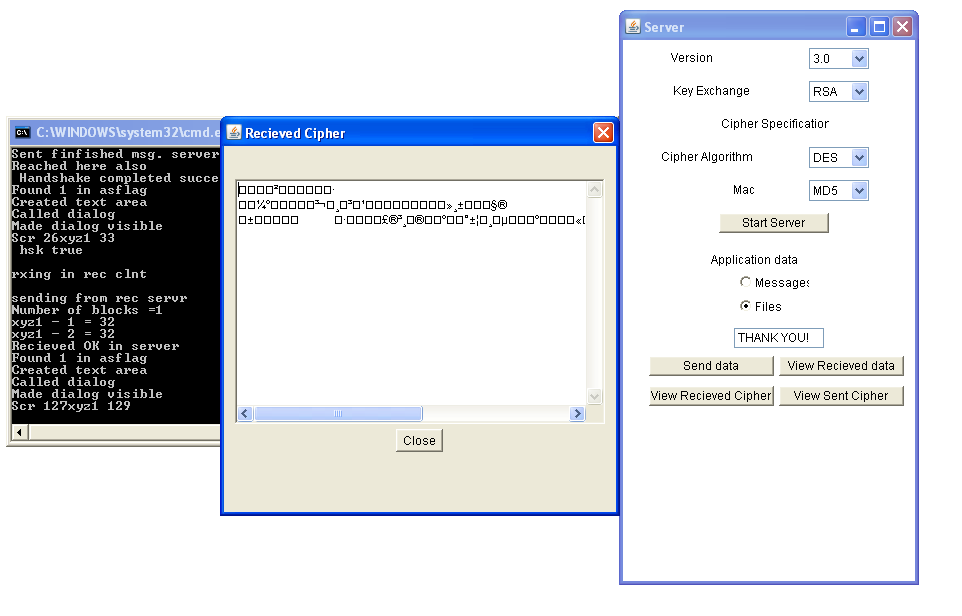 C:\WINDOWS\system32\cmd.e
Sent finfished msg. server
Reached here also
Handshake completed succe
Found 1 in asflag
Created text area
Called dialog
Made dialog visible
Scr 26xyz1 33
hsk true
rxing in rec clnt
sending from rec servr
Number of blocks =1
xyz1 - 1 = 32
xyz1 - 2 = 32
Recieved OK in server
Found 1 in asflag
Created text area
Called dialog
Made dialog visible
Scr 127xyz1 129
Recieved Cipher
Close
Server
Version 3.0
Key Exchange RSA
Cipher Specification
Cipher Algorithm DES
Mac MD5
Start Server
Application data
Messages
Files
THANK YOU!
Send data View Recieved data
View Recieved Cipher View Sent Cipher